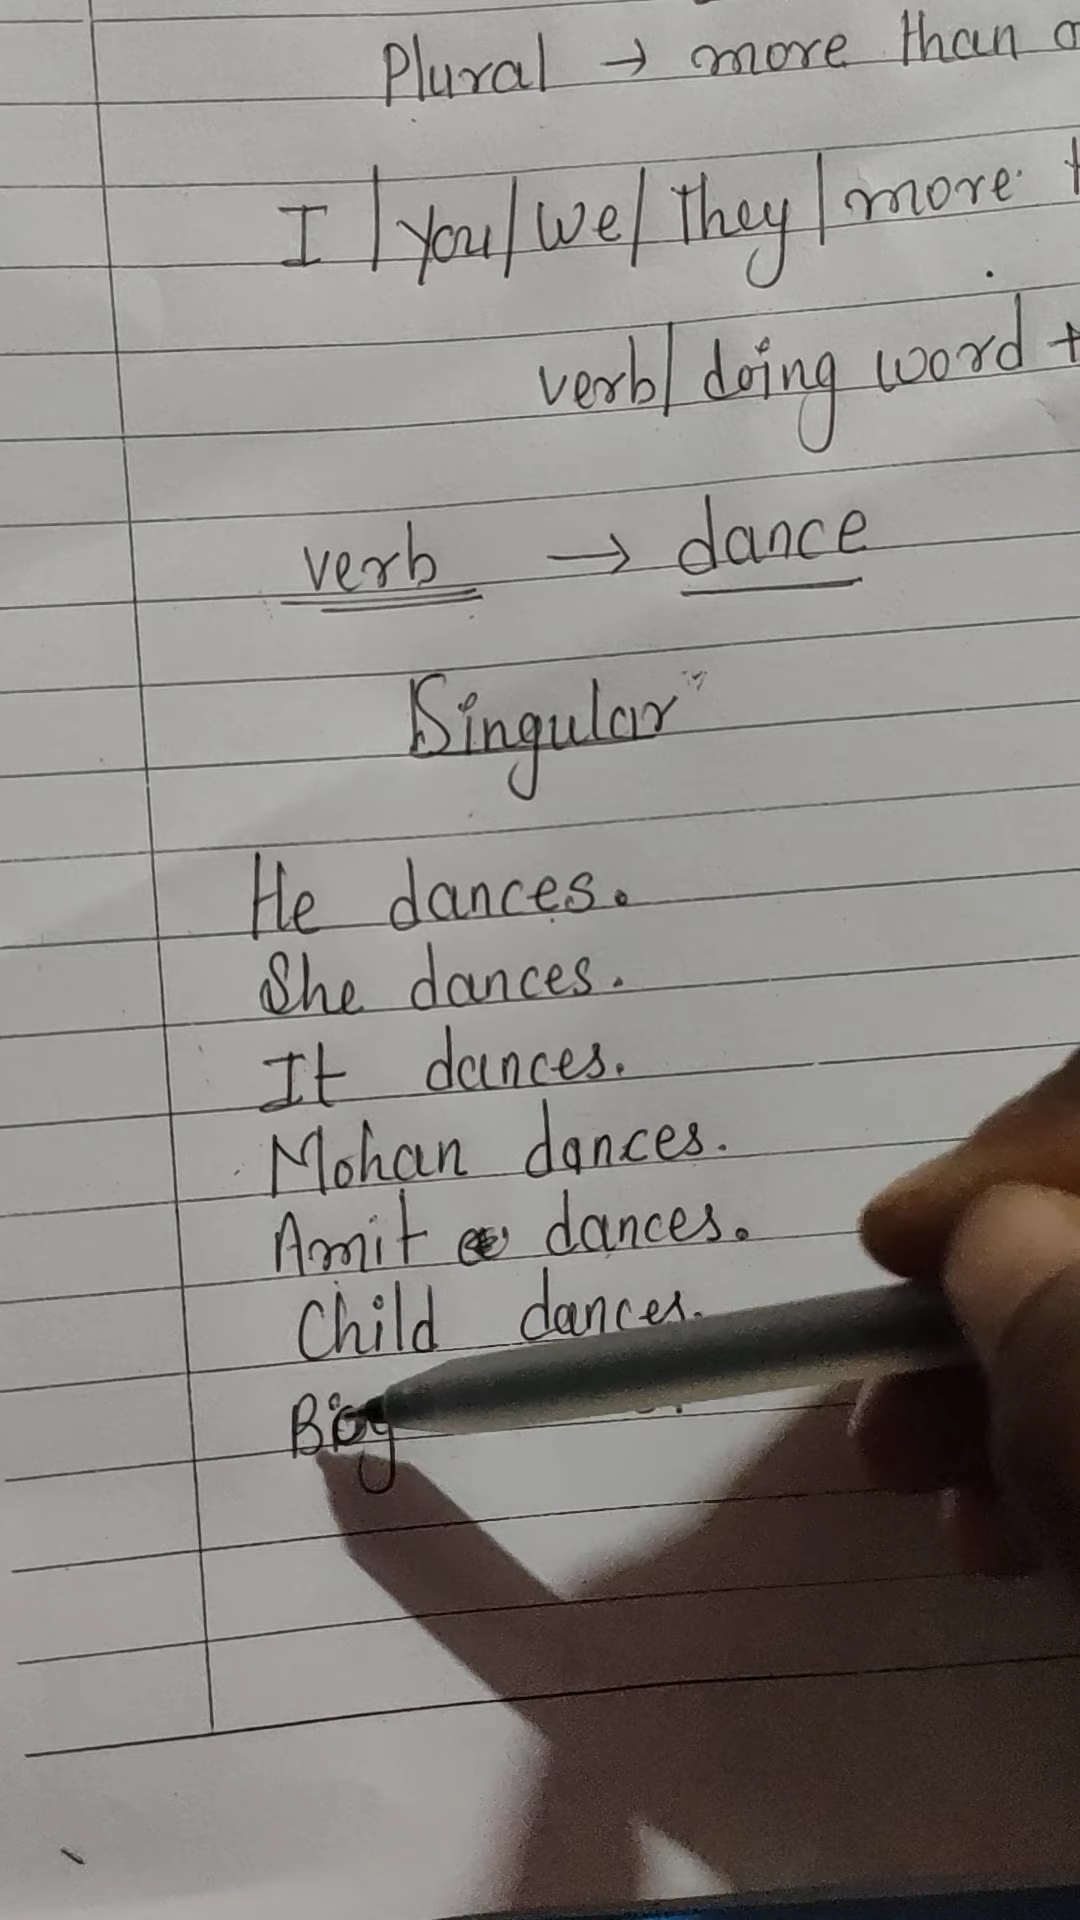 Plural → more than
I / you / we / they / more
verb / doing word +
verb → dance
Singular
He dances.
She dances.
It dances.
Mohan dances.
Amit dances.
Child dances.
Boy